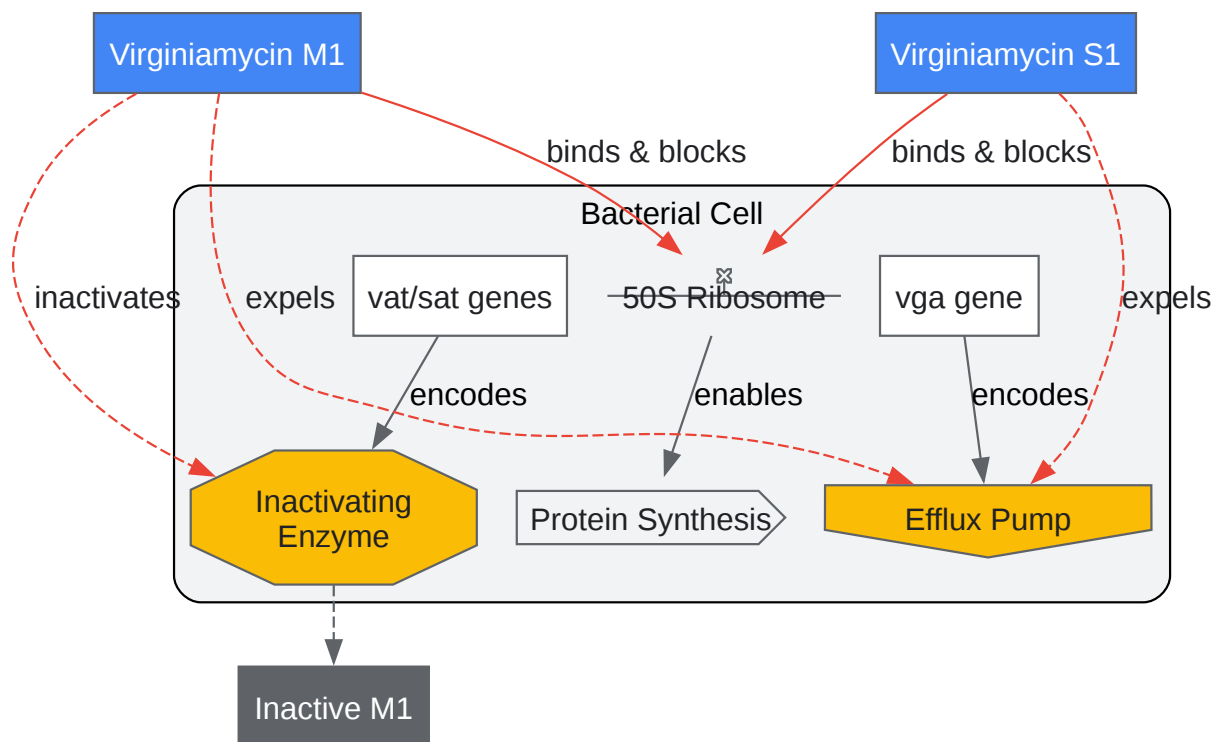 Virginiamycin M1
Virginiamycin S1
binds & blocks
binds & blocks
Bacterial Cell
inactivates
expels
vat/sat genes
50S Ribosome
vga gene
expels
encodes
enables
encodes
Inactivating
Enzyme
Protein Synthesis
Efflux Pump
Inactive M1